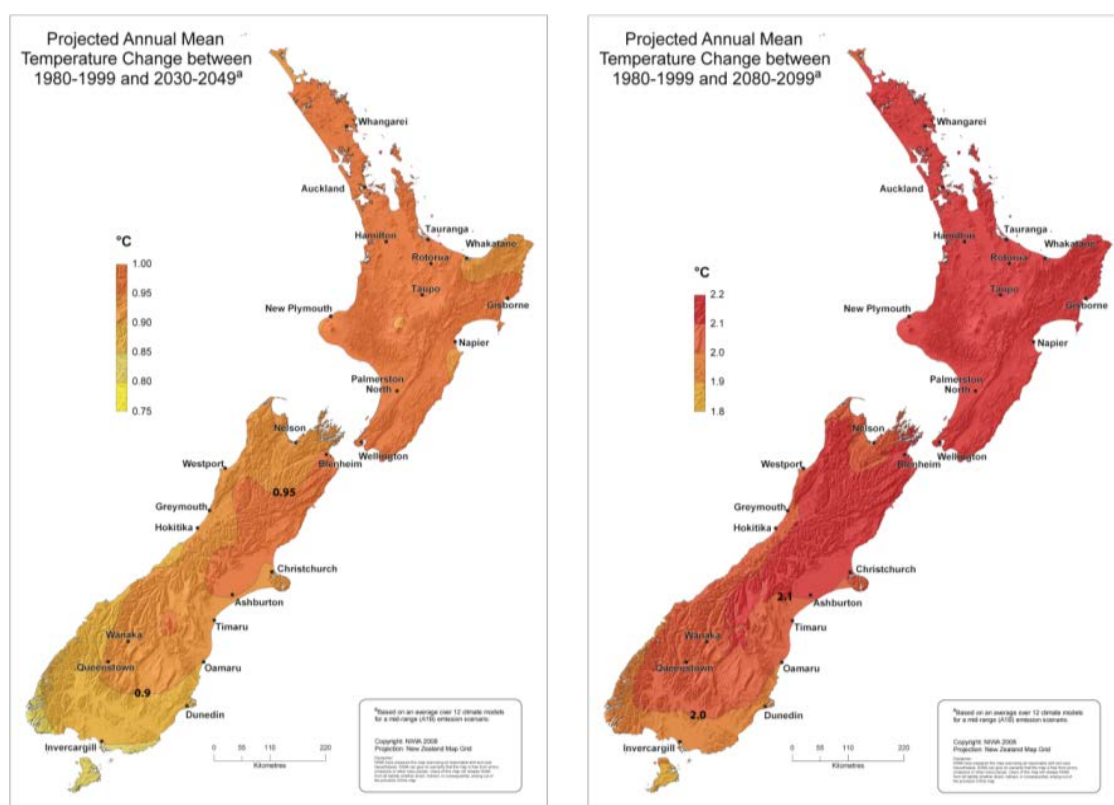 Projected Annual Mean
Temperature Change between
1980-1999 and 2030-2049ᵃ
Whangarei
Auckland
Tauranga
Hamilton
Whakatane
Rotorua
Taupo
Gisborne
New Plymouth
Napier
Palmerston
North
Wellington
°C
1.00
0.95
0.90
0.85
0.80
0.75
Nelson
Blenheim
Westport
0.95
Greymouth
Hokitika
Christchurch
Ashburton
Timaru
Wanaka
Queenstown
Oamaru
0.9
Dunedin
Invercargill
0 55 110 220
Kilometres
ᵃBased on an average over 12 climate models
for a mid-range (A1B) emission scenario.
Copyright: NIWA 2008
Projection: New Zealand Map Grid
Projected Annual Mean
Temperature Change between
1980-1999 and 2080-2099ᵃ
Whangarei
Auckland
Tauranga
Hamilton
Whakatane
Rotorua
Taupo
Gisborne
New Plymouth
Napier
Palmerston
North
Wellington
°C
2.2
2.1
2.0
1.9
1.8
Nelson
Blenheim
Westport
Greymouth
Hokitika
Christchurch
2.1
Ashburton
Timaru
Wanaka
Queenstown
Oamaru
2.0
Dunedin
Invercargill
0 55 110 220
Kilometres
ᵃBased on an average over 12 climate models
for a mid-range (A1B) emission scenario.
Copyright: NIWA 2008
Projection: New Zealand Map Grid